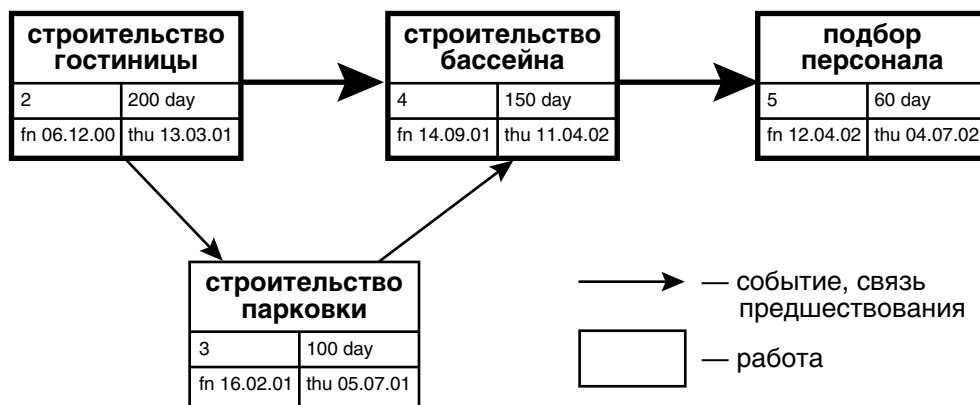 строительство
гостиницы
2 200 day
fn 06.12.00 thu 13.03.01
строительство
бассейна
4 150 day
fn 14.09.01 thu 11.04.02
подбор
персонала
5 60 day
fn 12.04.02 thu 04.07.02
строительство
парковки
3 100 day
fn 16.02.01 thu 05.07.01
— событие, связь
предшествования
— работа